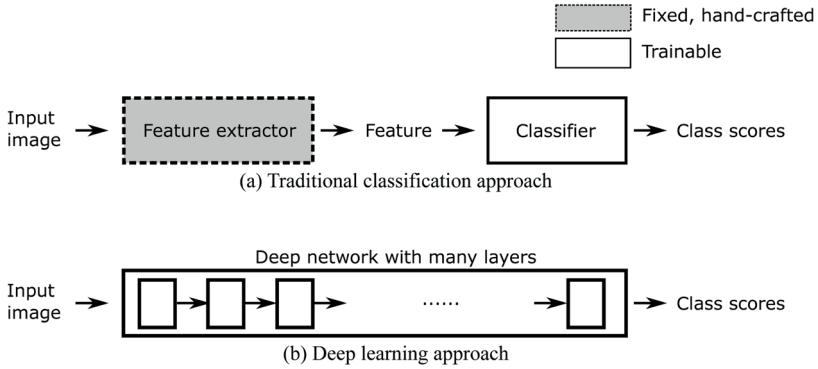 Fixed, hand-crafted
Trainable
Input
image
Feature extractor
Feature
Classifier
Class scores
(a) Traditional classification approach
Deep network with many layers
Input
image
......
Class scores
(b) Deep learning approach